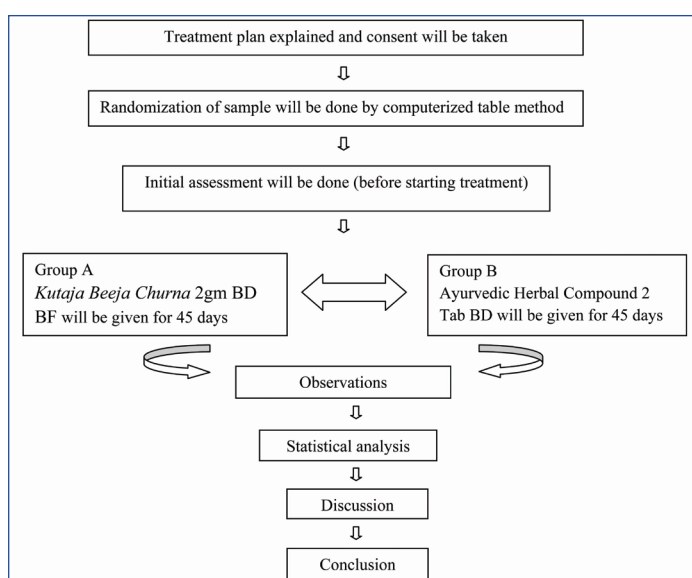 Treatment plan explained and consent will be taken
Randomization of sample will be done by computerized table method
Initial assessment will be done (before starting treatment)
Group A
Kutaja Beeja Churna 2gm BD
BF will be given for 45 days
Group B
Ayurvedic Herbal Compound 2
Tab BD will be given for 45 days
Observations
Statistical analysis
Discussion
Conclusion